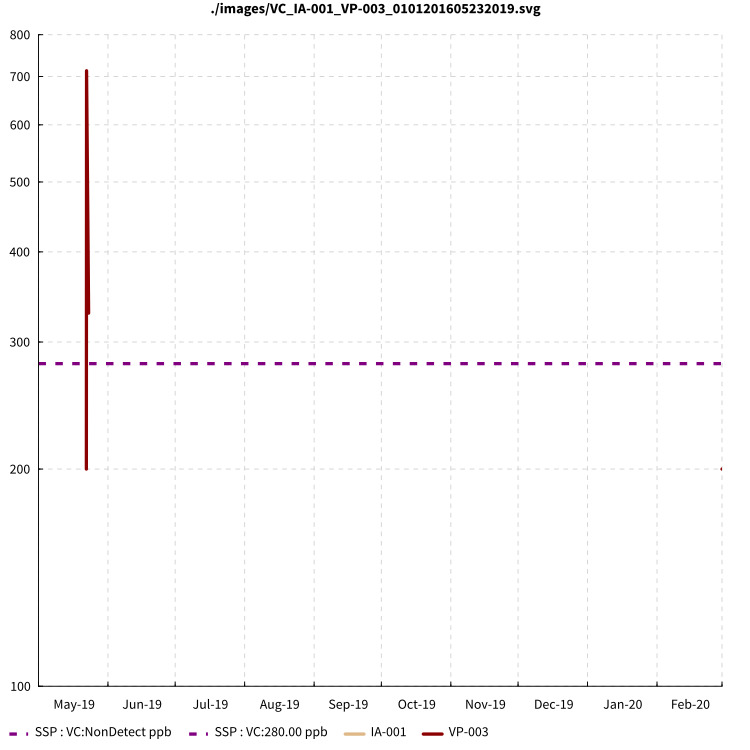 ./images/VC_IA-001_VP-003_0101201605232019.svg
800
700
600
500
400
300
200
100
May-19 Jun-19 Jul-19 Aug-19 Sep-19 Oct-19 Nov-19 Dec-19 Jan-20 Feb-20
SSP : VC:NonDetect ppb SSP : VC:280.00 ppb IA-001 VP-003